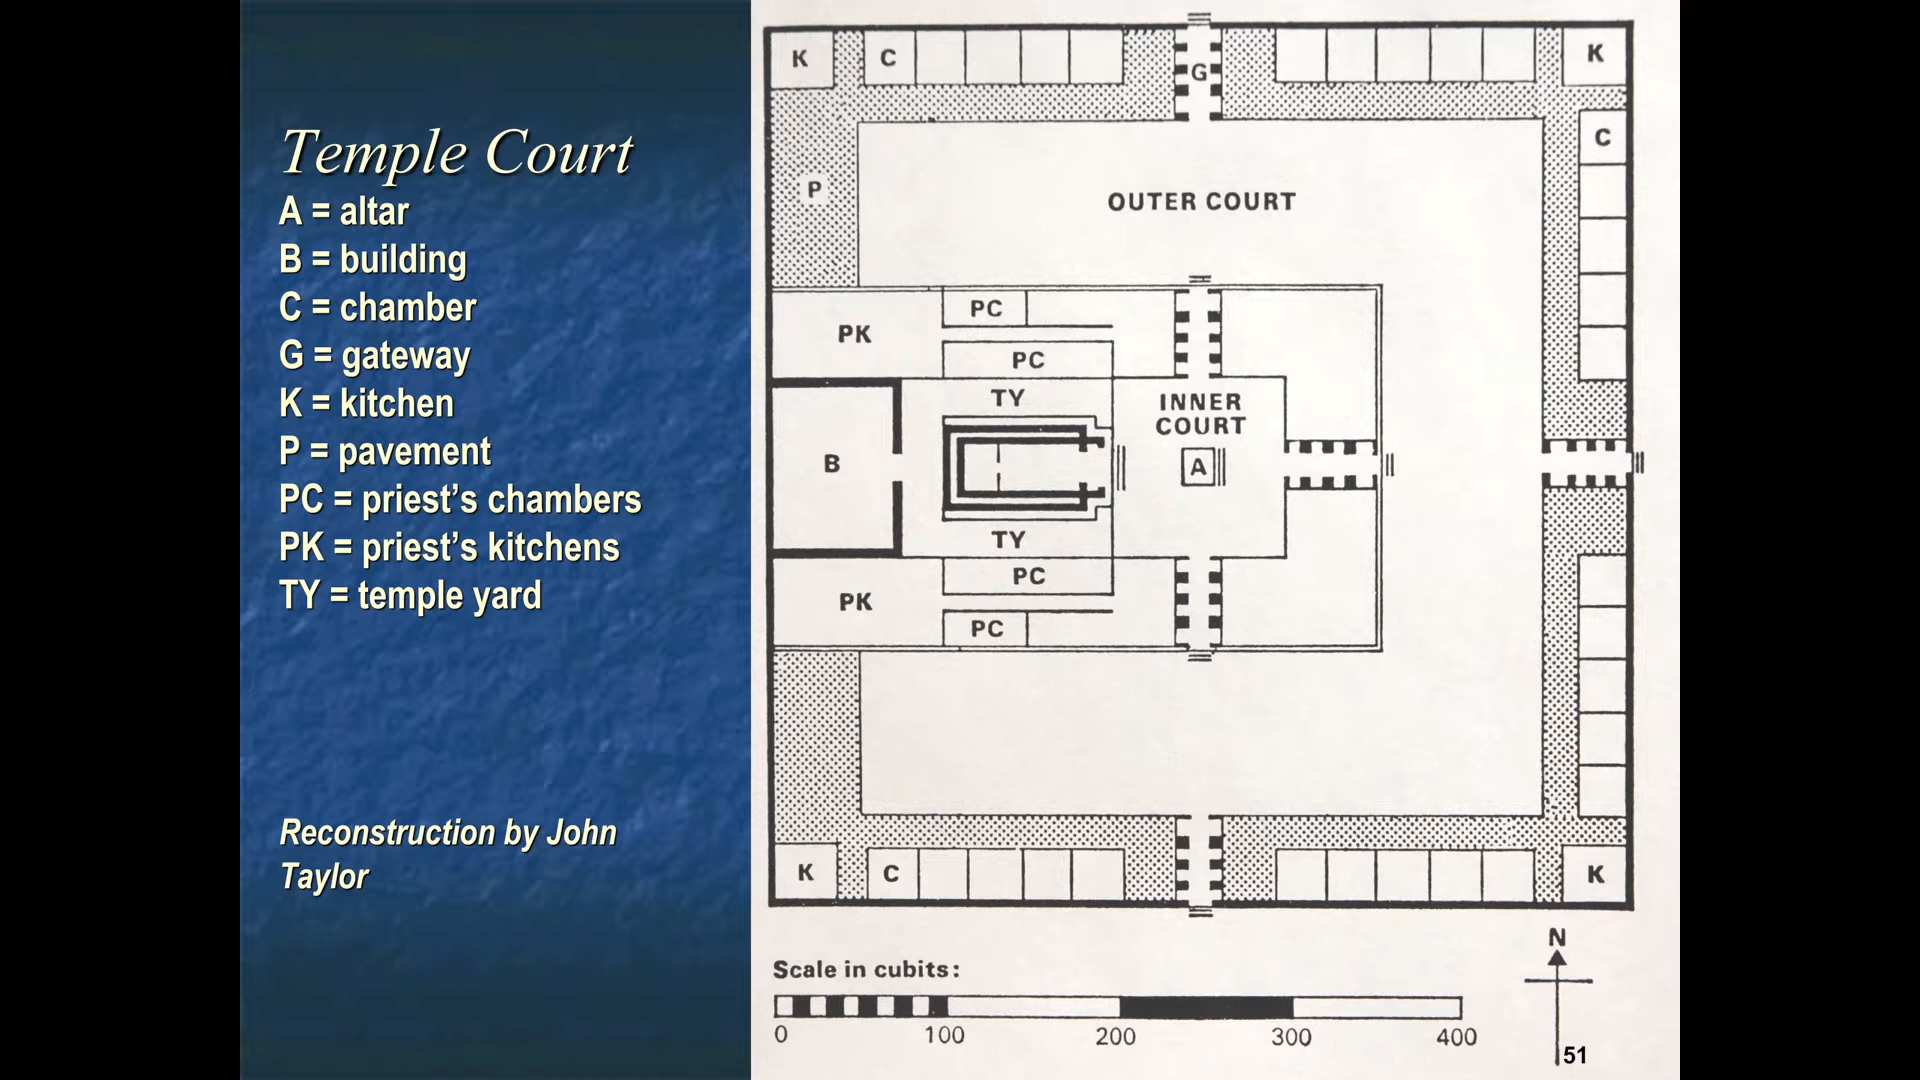 Temple Court
A = altar
B = building
C = chamber
G = gateway
K = kitchen
P = pavement
PC = priest’s chambers
PK = priest’s kitchens
TY = temple yard
Reconstruction by John
Taylor
K
C
G
K
C
P
OUTER COURT
PC
PK
PC
TY
INNER
COURT
B
A
TY
PC
PK
PC
K
C
K
N
Scale in cubits:
0 100 200 300 400
51